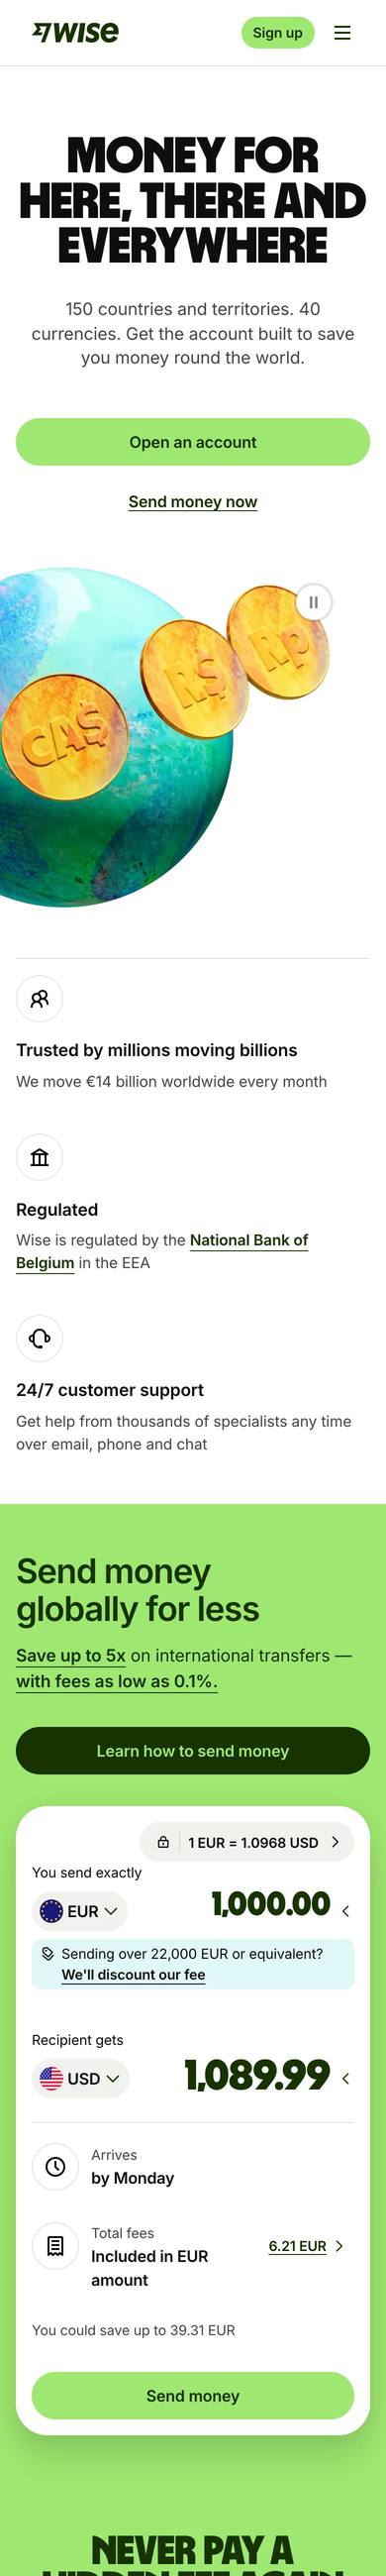 wise
Sign up
MONEY FOR
HERE, THERE AND
EVERYWHERE
150 countries and territories. 40
currencies. Get the account built to save
you money round the world.
Open an account
Send money now
CA$
R$
Rp
Trusted by millions moving billions
We move €14 billion worldwide every month
Regulated
Wise is regulated by the National Bank of
Belgium in the EEA
24/7 customer support
Get help from thousands of specialists any time
over email, phone and chat
Send money
globally for less
Save up to 5x on international transfers —
with fees as low as 0.1%.
Learn how to send money
1 EUR = 1.0968 USD
You send exactly
EUR
1,000.00
Sending over 22,000 EUR or equivalent?
We'll discount our fee
Recipient gets
USD
1,089.99
Arrives
by Monday
Total fees
Included in EUR
amount
6.21 EUR
You could save up to 39.31 EUR
Send money
NEVER PAY A
HIDDEN FEE AGAIN